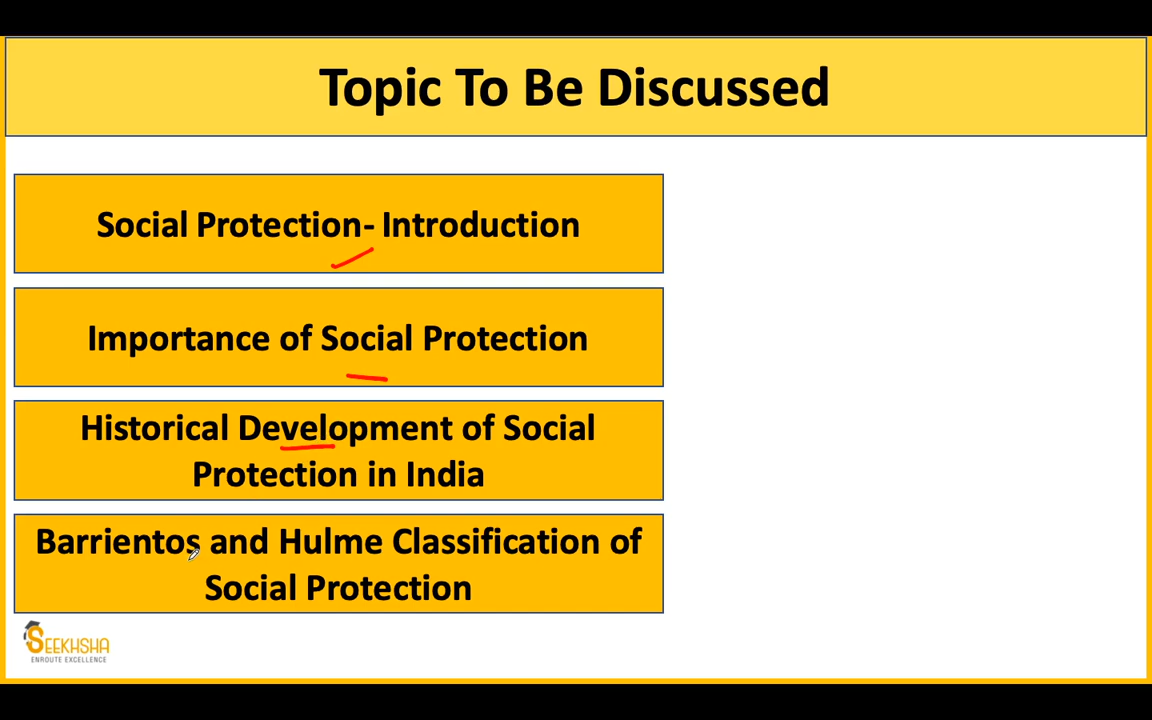 Topic To Be Discussed
Social Protection- Introduction
Importance of Social Protection
Historical Development of Social
Protection in India
Barrientos and Hulme Classification of
Social Protection
SEEKHSHA
ENROUTE EXCELLENCE